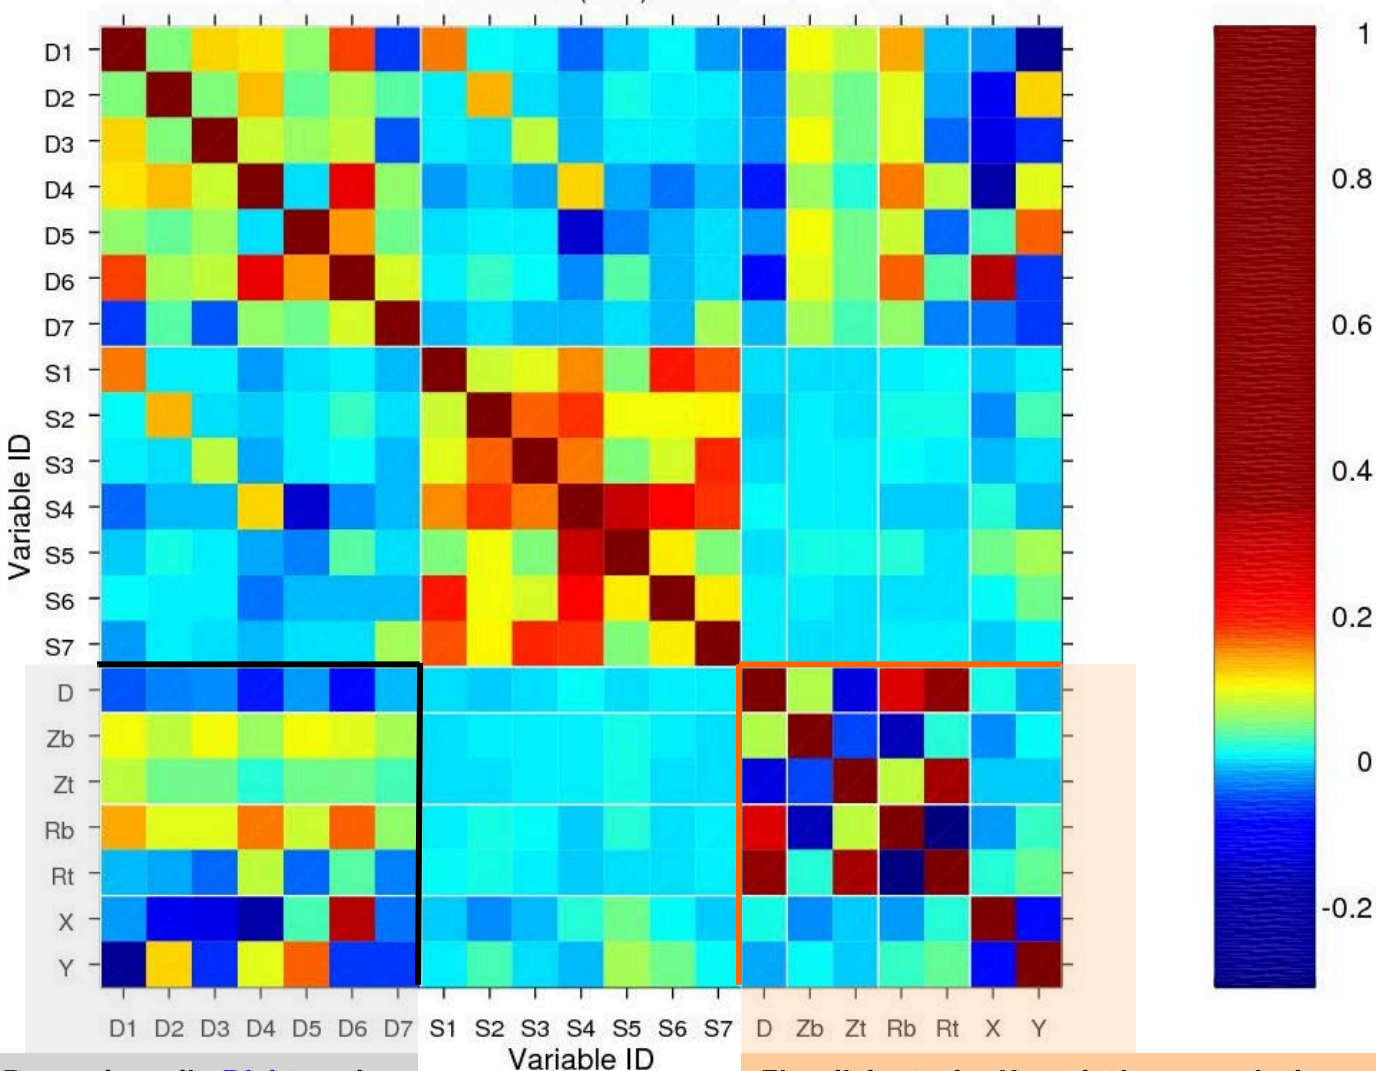 D1
D2
D3
D4
D5
D6
D7
S1
S2
S3
S4
S5
S6
S7
D
Zb
Zt
Rb
Rt
X
Y
Variable ID
D1 D2 D3 D4 D5 D6 D7 S1 S2 S3 S4 S5 S6 S7 D Zb Zt Rb Rt X Y
Variable ID
1
0.8
0.6
0.4
0.2
0
-0.2